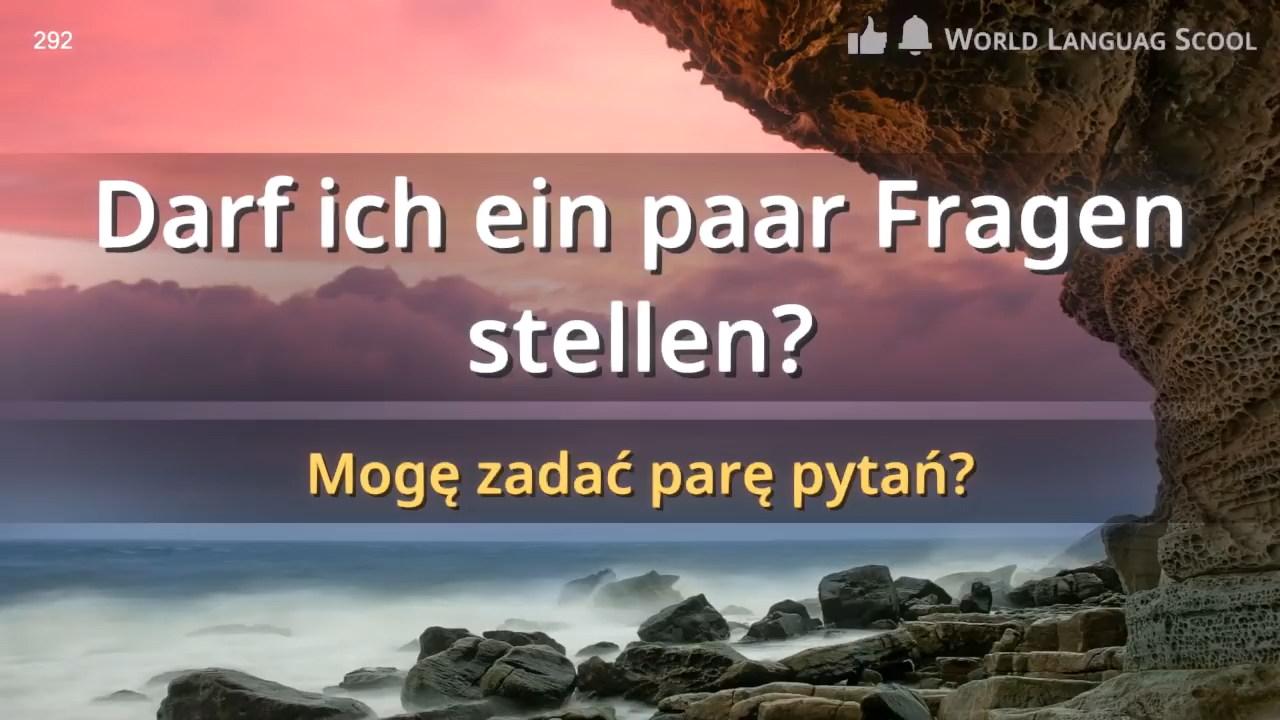 292
WORLD LANGUAG SCOOL
Darf ich ein paar Fragen
stellen?
Mogę zadać parę pytań?